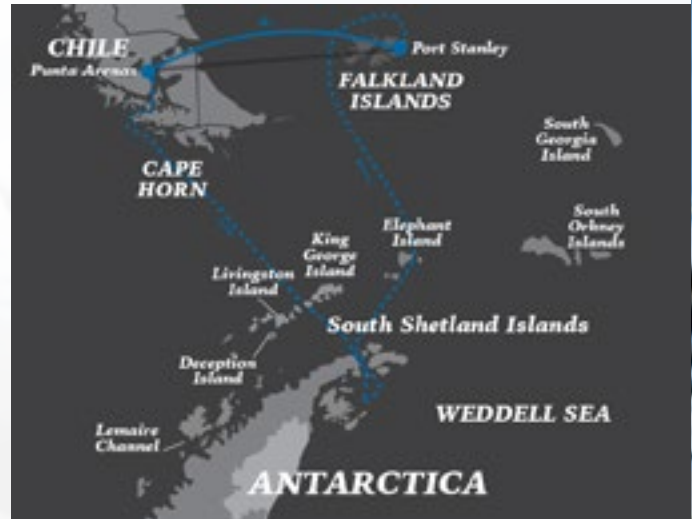 CHILE
Punta Arenas
Port Stanley
FALKLAND
ISLANDS
South
Georgia
Island
CAPE
HORN
South
Orkney
Islands
Elephant
Island
King
George
Island
Livingston
Island
South Shetland Islands
Deception
Island
WEDDELL SEA
Lemaire
Channel
ANTARCTICA